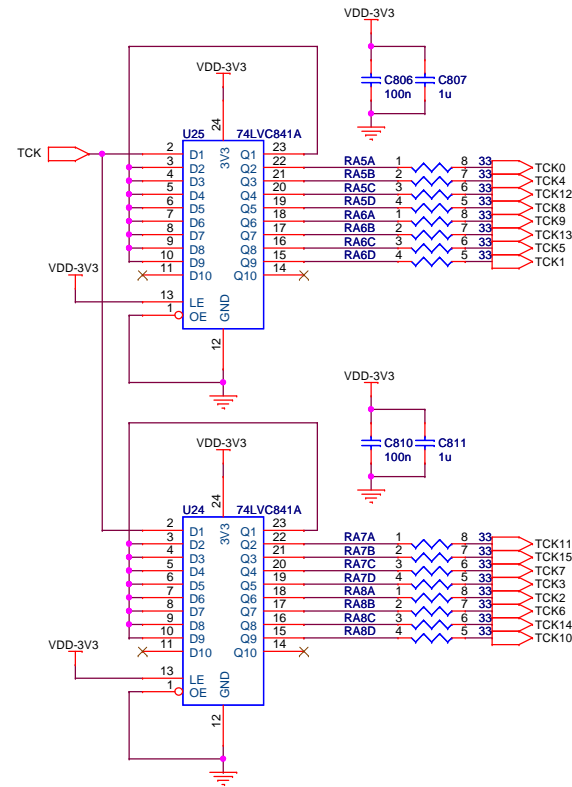 VDD-3V3
VDD-3V3
C806
100n
C807
1u
U25
74LVC841A
24
3V3
TCK
2 D1 Q1 23
3 D2 Q2 22 RA5A 1 8 33 TCK0
4 D3 Q3 21 RA5B 2 7 33 TCK4
5 D4 Q4 20 RA5C 3 6 33 TCK12
6 D5 Q5 19 RA5D 4 5 33 TCK8
6 D6 Q6 18 RA6A 1 8 33 TCK9
7 D7 Q7 17 RA6B 2 7 33 TCK13
8 D8 Q8 16 RA6C 3 6 33 TCK5
9 D9 Q9 15 RA6D 4 5 33 TCK1
10
11 D10 Q10 14
VDD-3V3
13 LE
1 OE
GND
12
VDD-3V3
VDD-3V3
C810
100n
C811
1u
U24
74LVC841A
24
3V3
2 D1 Q1 23
3 D2 Q2 22 RA7A 1 8 33 TCK11
4 D3 Q3 21 RA7B 2 7 33 TCK15
5 D4 Q4 20 RA7C 3 6 33 TCK7
6 D5 Q5 19 RA7D 4 5 33 TCK3
7 D6 Q6 18 RA8A 1 8 33 TCK2
8 D7 Q7 17 RA8B 2 7 33 TCK6
9 D8 Q8 16 RA8C 3 6 33 TCK14
10 D9 Q9 15 RA8D 4 5 33 TCK10
11 D10 Q10 14
VDD-3V3
13 LE
1 OE
GND
12